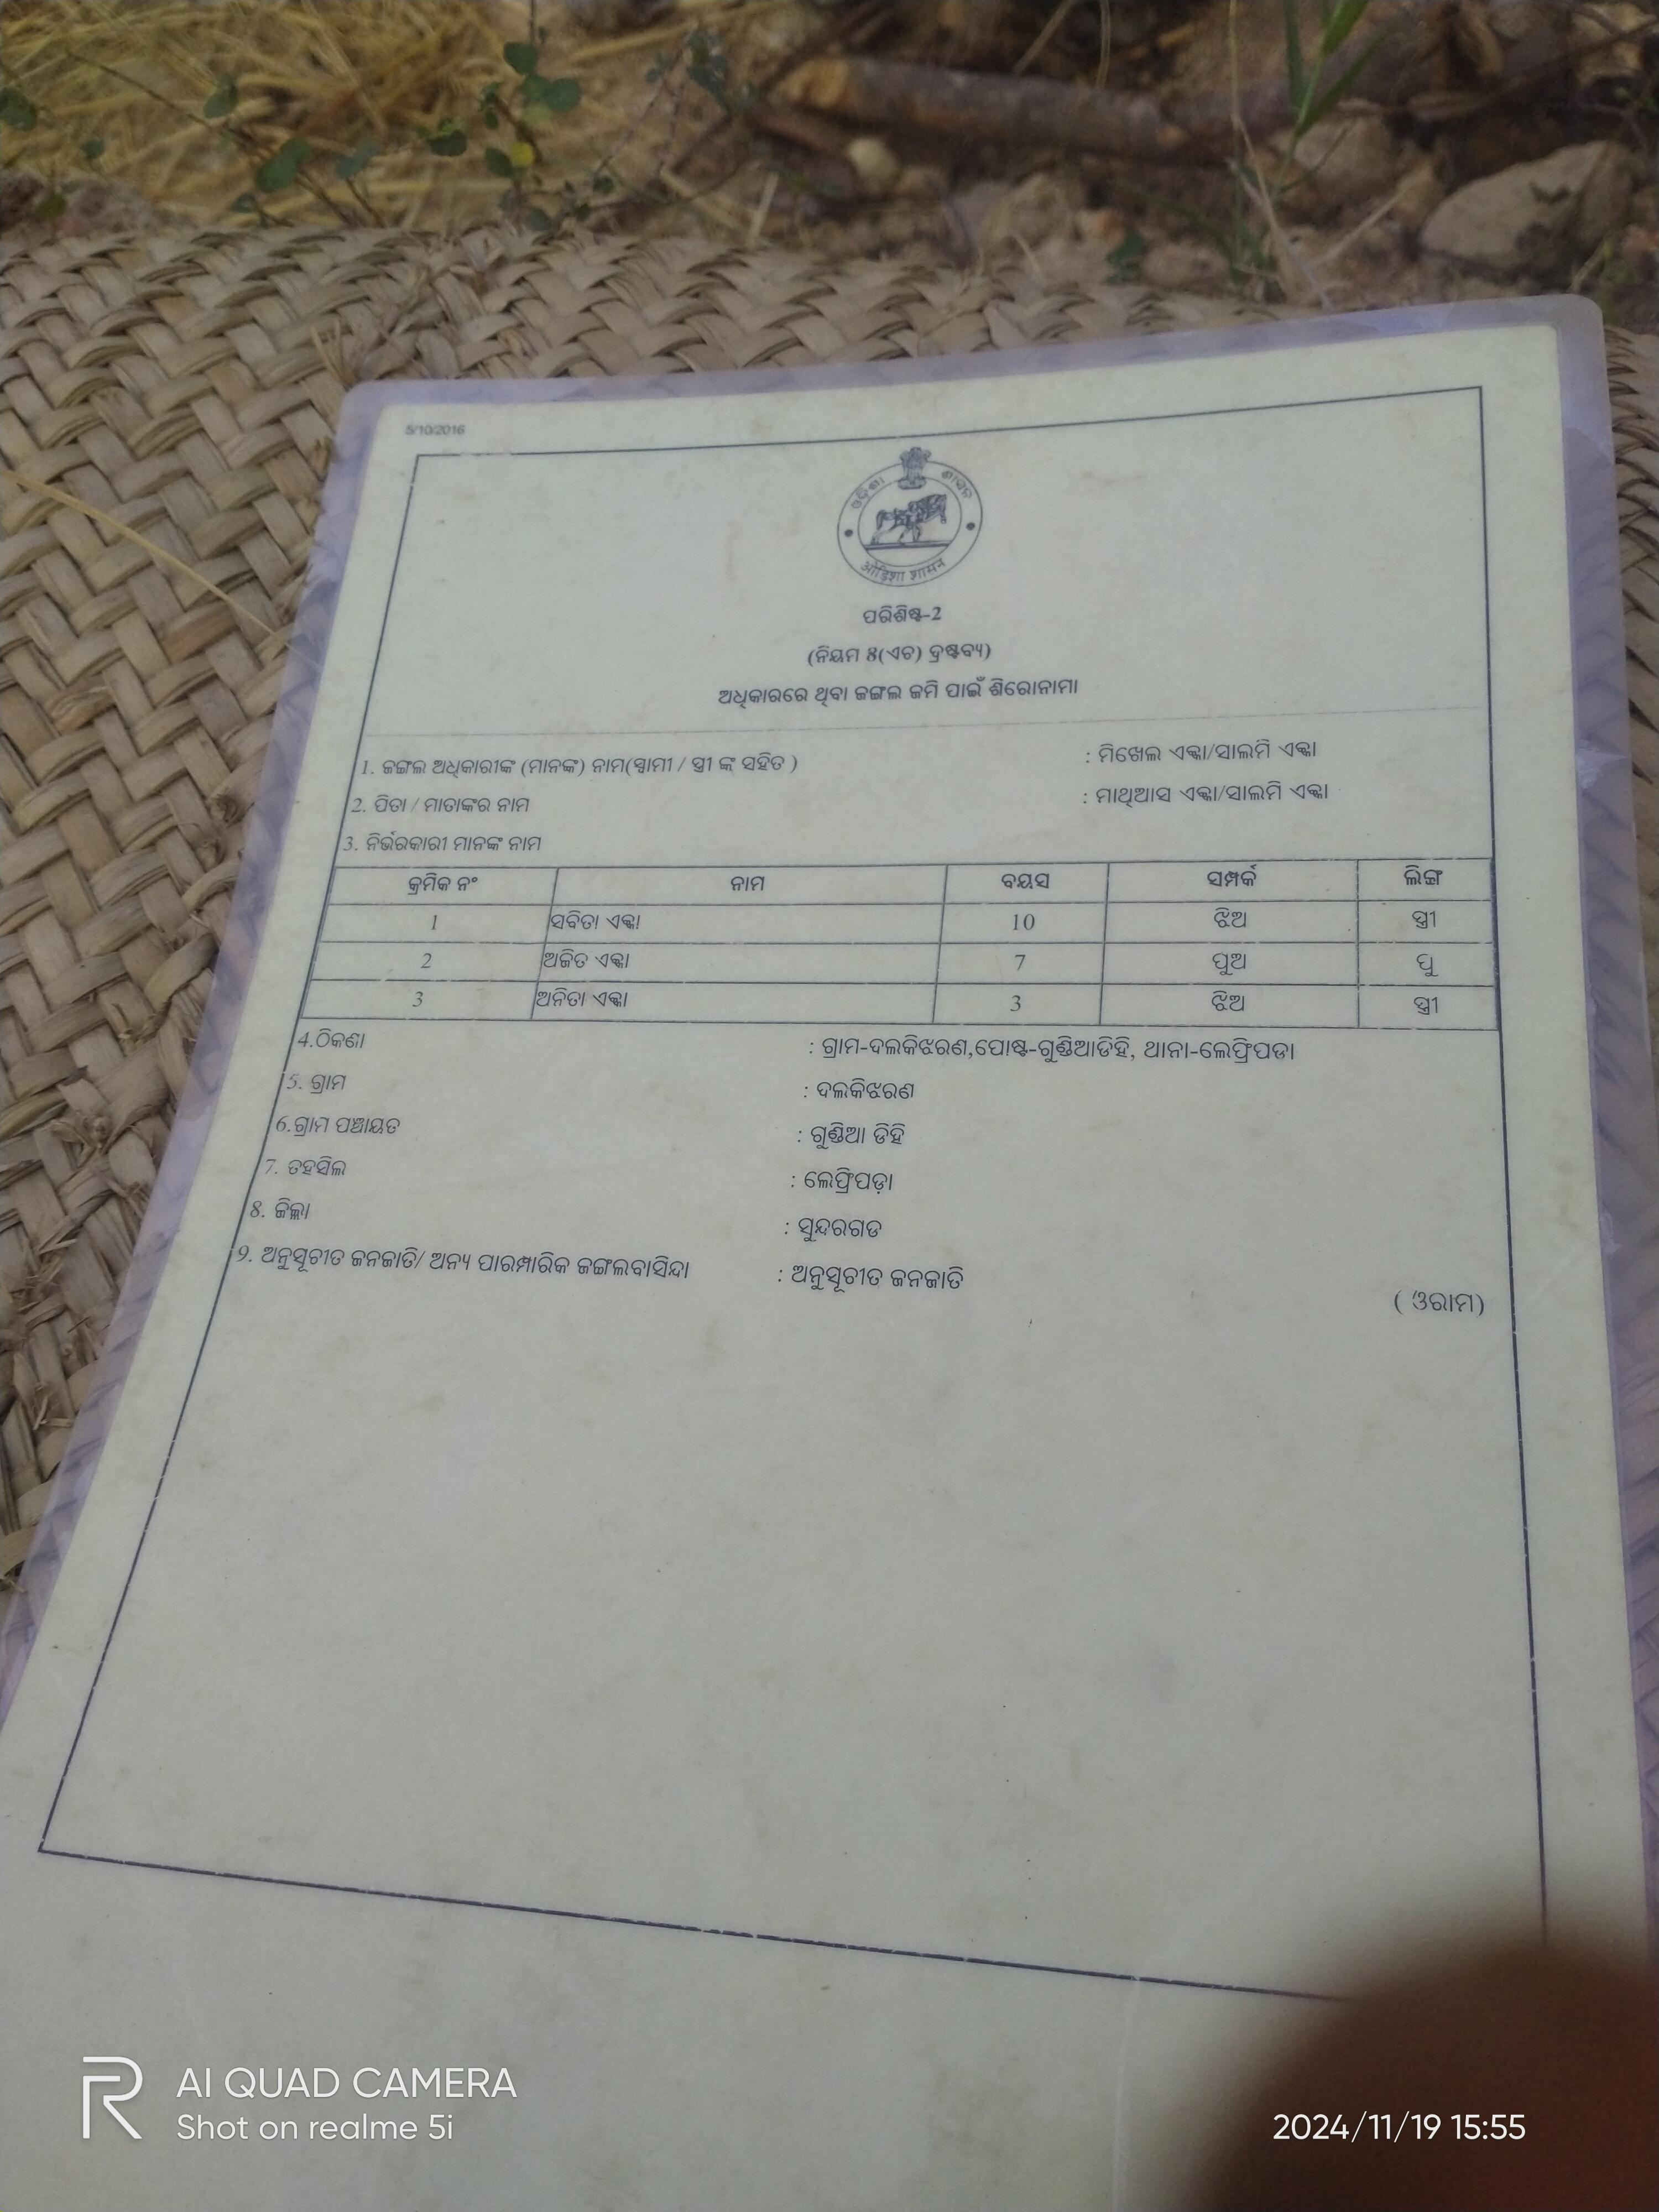 5/10/2016
ଓଡ଼ିଶା ଶାସନ
ओड़िशा शासन
ପରିଶିଷ୍ଟ-2
(ନିୟମ 8(ଏଚ) ଦ୍ରଷ୍ଟବ୍ୟ)
ଅଧିକାରରେ ଥିବା ଜଙ୍ଗଲ ଜମି ପାଇଁ ଶିରୋନାମା
1. ଜଙ୍ଗଲ ଅଧିକାରୀଙ୍କ (ମାନଙ୍କ) ନାମ(ସ୍ୱାମୀ / ସ୍ତ୍ରୀ ଙ୍କ ସହିତ ) : ମିଖେଲ ଏକ୍କା/ସାଲମି ଏକ୍କା
2. ପିତା / ମାତାଙ୍କର ନାମ : ମାଥିଆସ ଏକ୍କା/ସାଲମି ଏକ୍କା
3. ନିର୍ଭରକାରୀ ମାନଙ୍କ ନାମ
କ୍ରମିକ ନଂ ନାମ ବୟସ ସମ୍ପର୍କ ଲିଙ୍ଗ
1 ସବିତା ଏକ୍କା 10 ଝିଅ ସ୍ତ୍ରୀ
2 ଅଜିତ ଏକ୍କା 7 ପୁଅ ପୁ
3 ଅନିତା ଏକ୍କା 3 ଝିଅ ସ୍ତ୍ରୀ
4.ଠିକଣା : ଗ୍ରାମ-ଦଲକିଝରଣ,ପୋଷ୍ଟ-ଗୁଣ୍ଡିଆଡିହି, ଥାନା-ଲେଫ୍ରିପଡା
5. ଗ୍ରାମ : ଦଲକିଝରଣ
6.ଗ୍ରାମ ପଞ୍ଚାୟତ : ଗୁଣ୍ଡିଆ ଡିହି
7. ତହସିଲ : ଲେଫ୍ରିପଡ଼ା
8. ଜିଲ୍ଲା : ସୁନ୍ଦରଗଡ
9. ଅନୁସୂଚୀତ ଜନଜାତି/ ଅନ୍ୟ ପାରମ୍ପାରିକ ଜଙ୍ଗଲବାସିନ୍ଦା : ଅନୁସୂଚୀତ ଜନଜାତି
( ଓରାମ)
AI QUAD CAMERA
Shot on realme 5i
2024/11/19 15:55